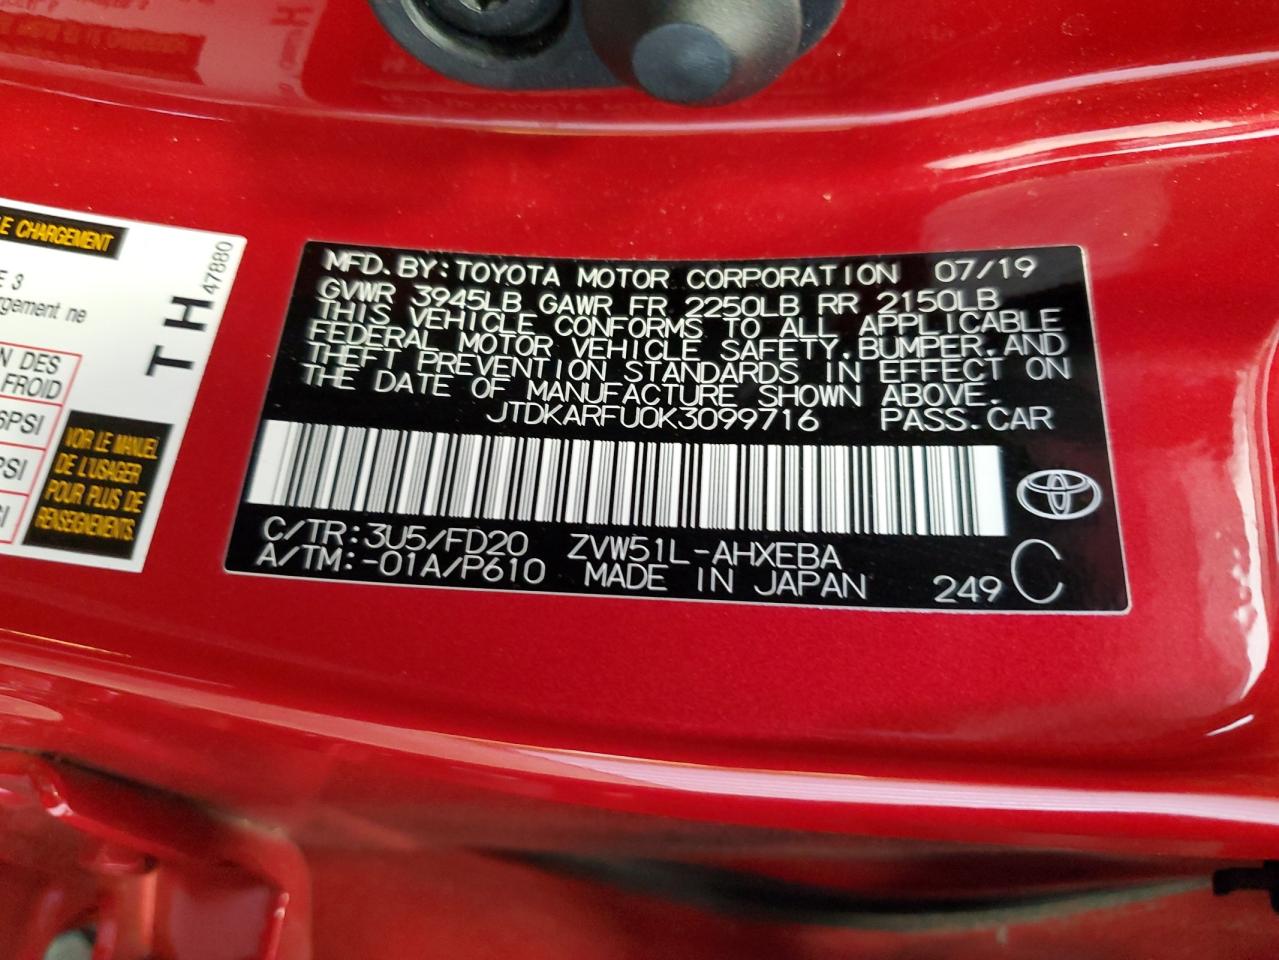 LE CHARGEMENT
E 3
rgement ne
N DES
FROID
6PSI
PSI
VOR LE MANUEL
DE L'USAGER
POUR PLUS DE
RENSEIGNEMENTS.
TH
47880
MFD. BY: TOYOTA MOTOR CORPORATION 07/19
GVWR 3945LB GAWR FR 2250LB RR 2150LB
THIS VEHICLE CONFORMS TO ALL APPLICABLE
FEDERAL MOTOR VEHICLE SAFETY, BUMPER, AND
THEFT PREVENTION STANDARDS IN EFFECT ON
THE DATE OF MANUFACTURE SHOWN ABOVE.
JTDKARFU0K3099716 PASS. CAR
C/TR: 3U5/FD20 ZVW51L-AHXEBA
A/TM: -01A/P610 MADE IN JAPAN 249 C